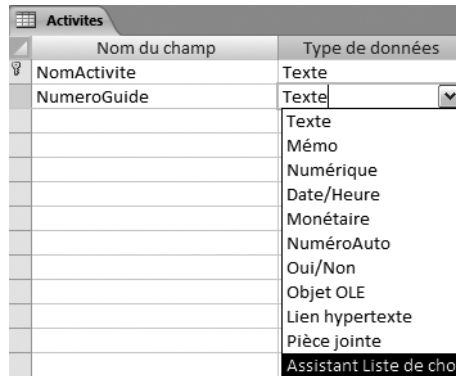 Activites
Nom du champ Type de données
NomActivite Texte
NumeroGuide Texte
Texte
Mémo
Numérique
Date/Heure
Monétaire
NuméroAuto
Oui/Non
Objet OLE
Lien hypertexte
Pièce jointe
Assistant Liste de cho